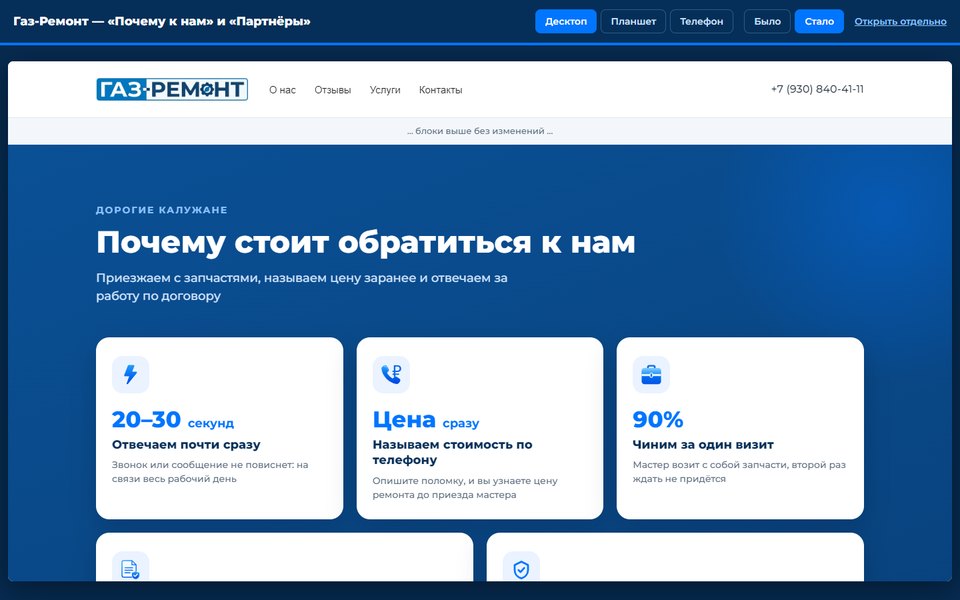 Газ-Ремонт — «Почему к нам» и «Партнёры»
Десктоп
Планшет
Телефон
Было
Стало
Открыть отдельно
ГАЗ-РЕМОНТ
О нас
Отзывы
Услуги
Контакты
+7 (930) 840-41-11
... блоки выше без изменений ...
ДОРОГИЕ КАЛУЖАНЕ
Почему стоит обратиться к нам
Приезжаем с запчастями, называем цену заранее и отвечаем за
работу по договору
20–30 секунд
Отвечаем почти сразу
Звонок или сообщение не повиснет: на
связи весь рабочий день
Цена сразу
Называем стоимость по
телефону
Опишите поломку, и вы узнаете цену
ремонта до приезда мастера
90%
Чиним за один визит
Мастер возит с собой запчасти, второй раз
ждать не придётся